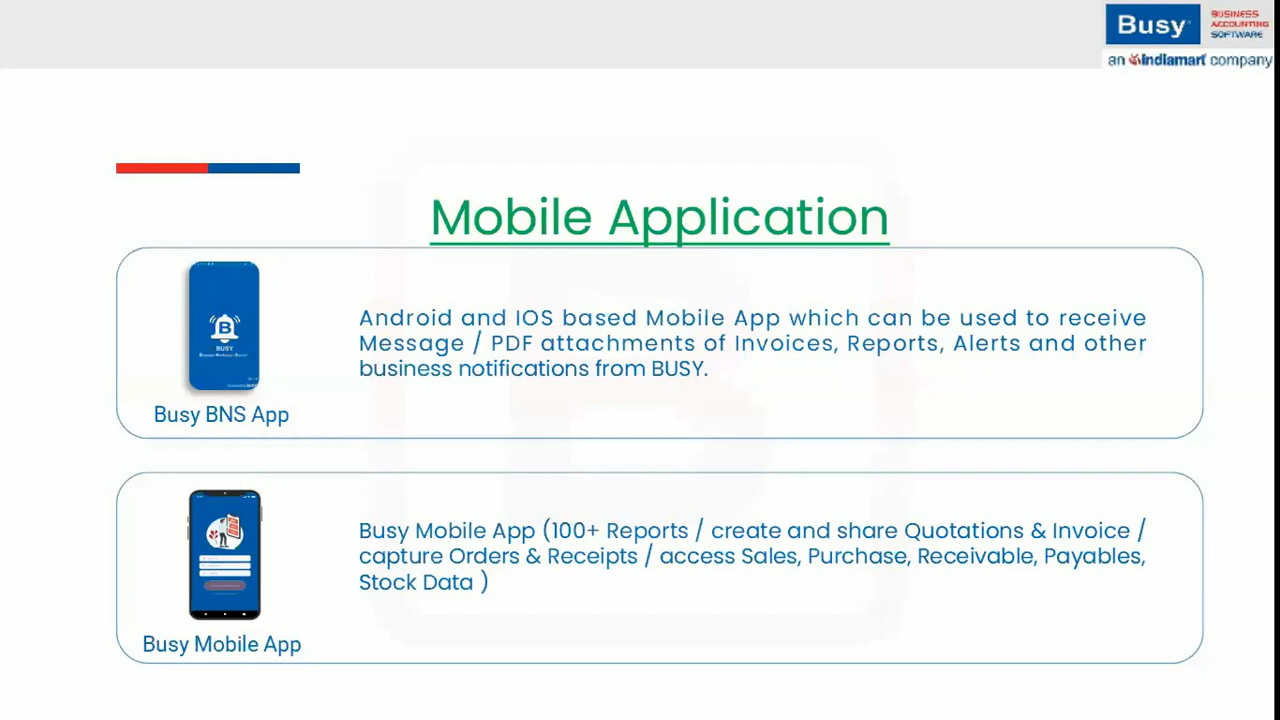 Busy
BUSINESS
ACCOUNTING
SOFTWARE
an indiamart company
Mobile Application
Android and IOS based Mobile App which can be used to receive
Message / PDF attachments of Invoices, Reports, Alerts and other
business notifications from BUSY.
B
BUSY
Busy BNS App
Busy Mobile App (100+ Reports / create and share Quotations & Invoice /
capture Orders & Receipts / access Sales, Purchase, Receivable, Payables,
Stock Data )
Busy Mobile App